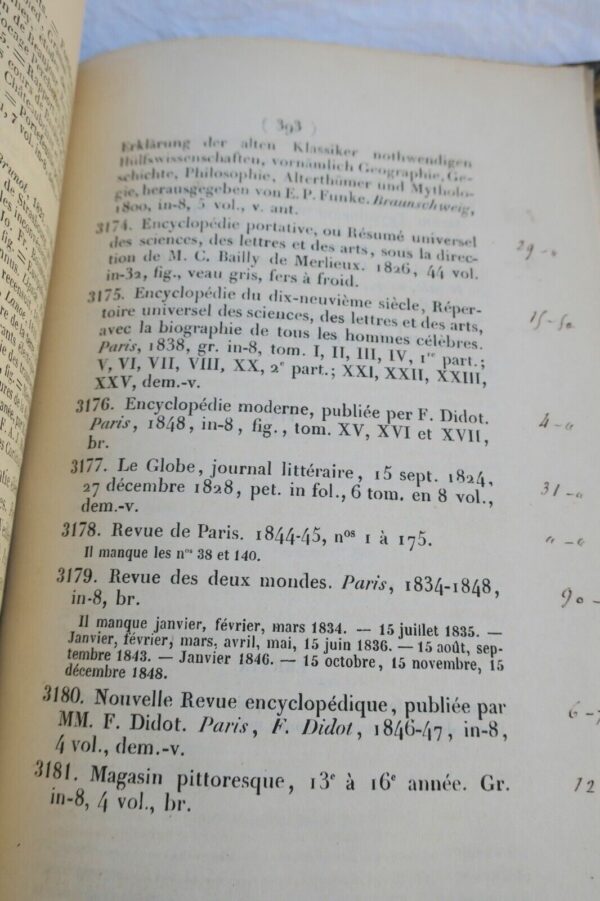 ( 393 )
Erklärung der alten Klassiker nothwendigen
Hülfswissenschaften, vornämlich Geographie, Ge-
schichte, Philosophie, Alterthümer und Mytholo-
gie, herausgegeben von E. P. Funke. Braunschweig,
1800, in-8, 5 vol., v. ant.
3174. Encyclopédie portative, ou Résumé universel
des sciences, des lettres et des arts, sous la direc-
tion de M. C. Bailly de Merlieux. 1826, 44 vol.
in-32, fig., veau gris, fers à froid.
29-0
3175. Encyclopédie du dix-neuvième siècle, Réper-
toire universel des sciences, des lettres et des arts,
avec la biographie de tous les hommes célèbres.
Paris, 1838, gr. in-8, tom. I, II, III, IV, 1re part.;
V, VI, VII, VIII, XX, 2e part.; XXI, XXII, XXIII,
XXV, dem.-v.
15-50
3176. Encyclopédie moderne, publiée per F. Didot.
Paris, 1848, in-8, fig., tom. XV, XVI et XVII,
br.
4-0
3177. Le Globe, journal littéraire, 15 sept. 1824,
27 décembre 1828, pet. in fol., 6 tom. en 8 vol.,
dem.-v.
31-0
3178. Revue de Paris. 1844-45, nos 1 à 175.
Il manque les nos 38 et 140.
3179. Revue des deux mondes. Paris, 1834-1848,
in-8, br.
90-
Il manque janvier, février, mars 1834. — 15 juillet 1835. —
Janvier, février, mars, avril, mai, 15 juin 1836. — 15 août, sep-
tembre 1843. — Janvier 1846. — 15 octobre, 15 novembre, 15
décembre 1848.
3180. Nouvelle Revue encyclopédique, publiée par
MM. F. Didot. Paris, F. Didot, 1846-47, in-8,
4 vol., dem.-v.
6-
3181. Magasin pittoresque, 13e à 16e année. Gr.
in-8, 4 vol., br.
12